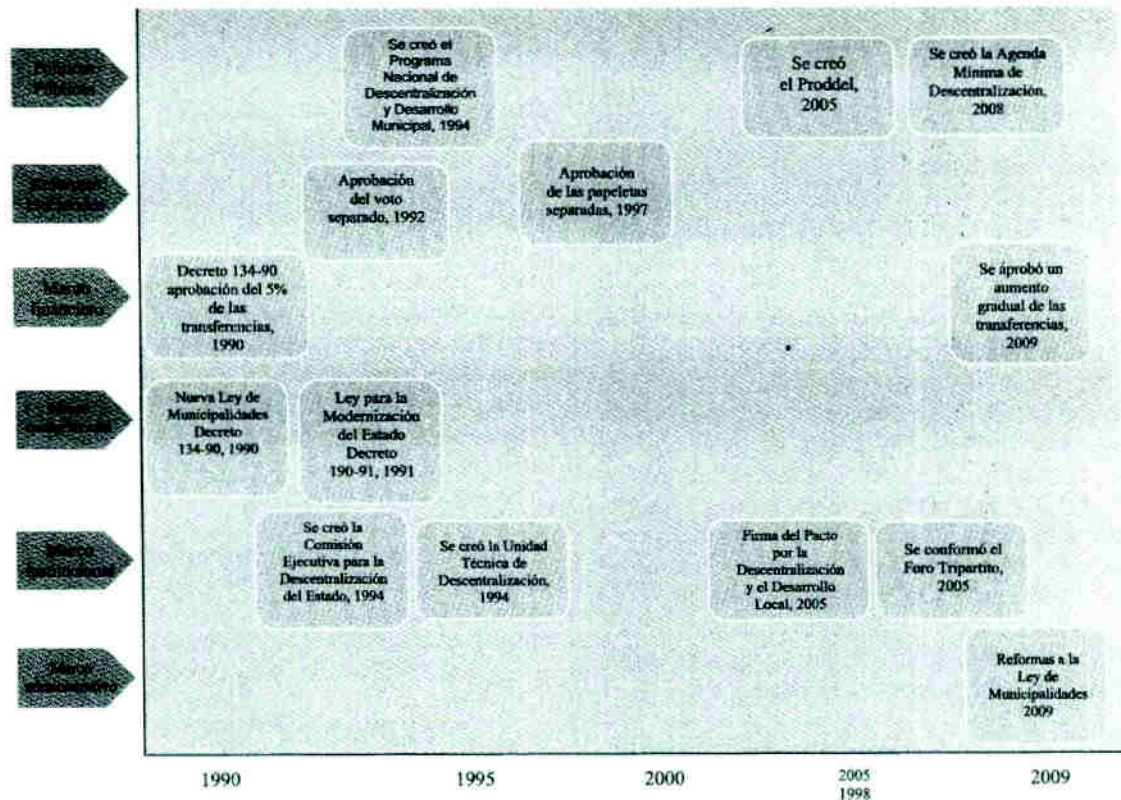 Se creó el
Programa
Nacional de
Descentralización
y Desarrollo
Municipal, 1994
Se creó
el Proddel,
2005
Se creó la Agenda
Mínima de
Descentralización,
2008
Aprobación
del voto
separado, 1992
Aprobación
de las papeletas
separadas, 1997
Marco
financiero
Decreto 134-90
aprobación del 5%
de las
transferencias,
1990
Se áprobó un
aumento
gradual de las
transferencias,
2009
Nueva Ley de
Municipalidades
Decreto
134-90, 1990
Ley para la
Modernización
del Estado
Decreto
190-91, 1991
Marco
institucional
Se creó la
Comisión
Ejecutiva para la
Descentralización
del Estado, 1994
Se creó la Unidad
Técnica de
Descentralización,
1994
Firma del Pacto
por la
Descentralización
y el Desarrollo
Local, 2005
Se conformó el
Foro Tripartito,
2005
Marco
Reformas a la
Ley de
Municipalidades
2009
1990
1995
2000
2005
1998
2009